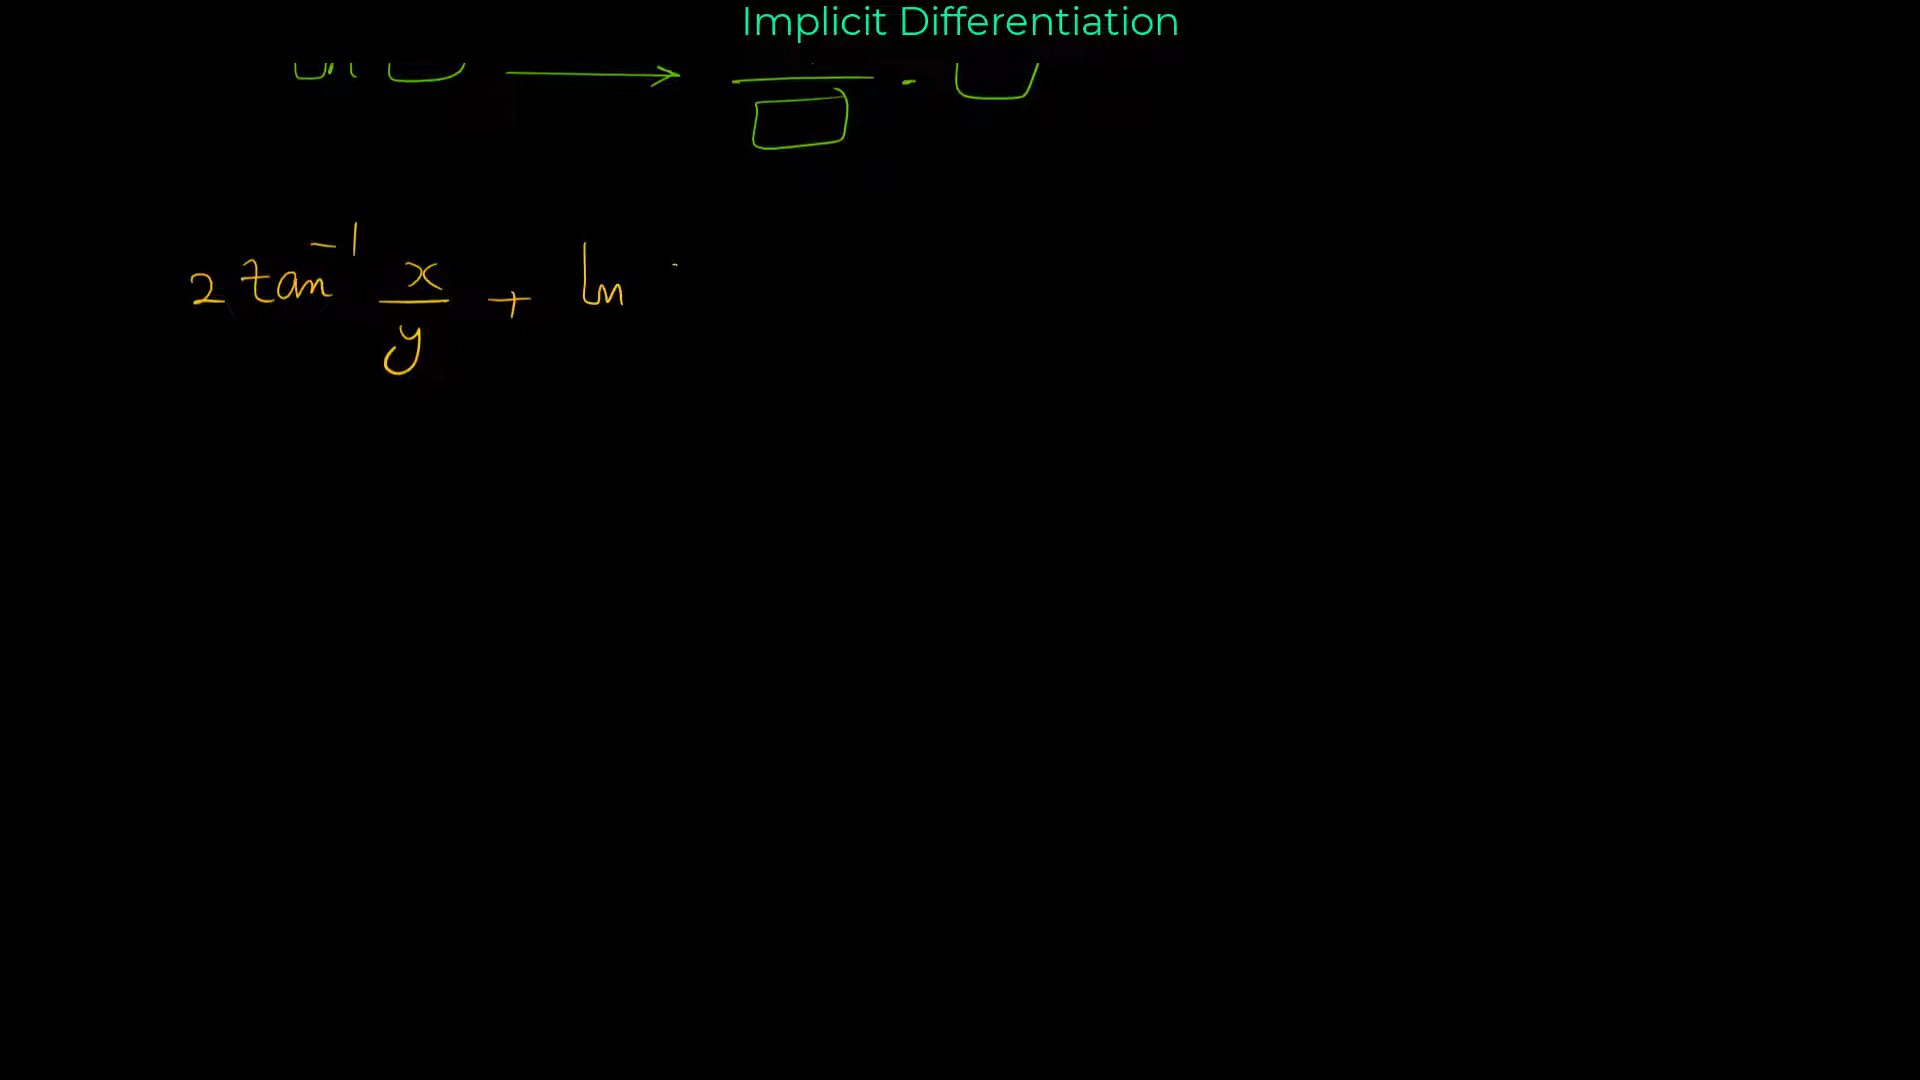 Implicit Differentiation
2 tan⁻¹ x/y + ln